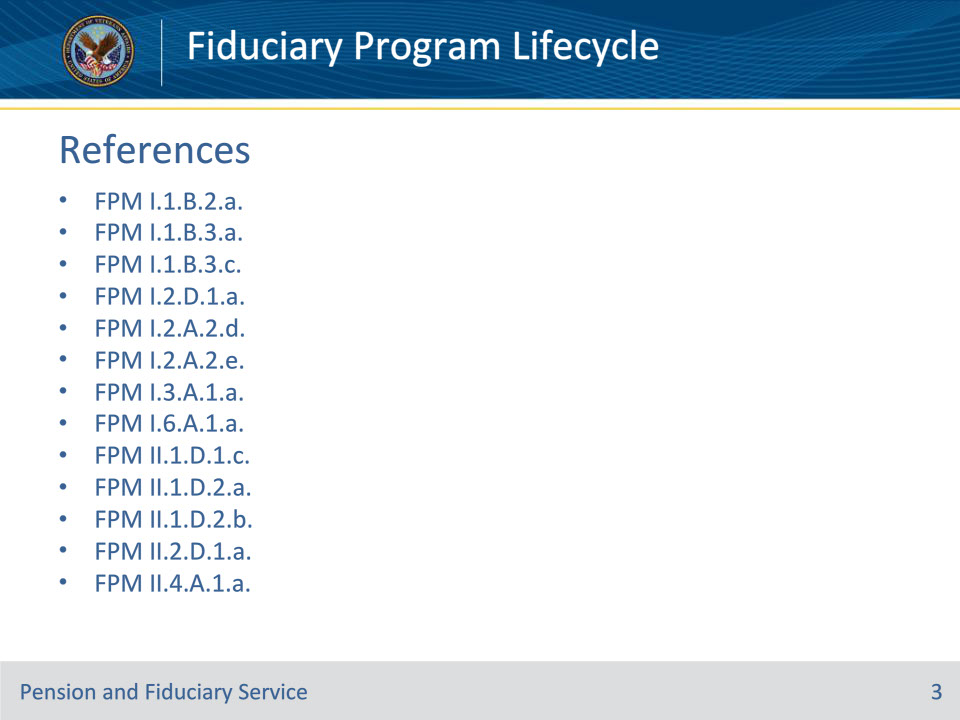 Fiduciary Program Lifecycle
References
• FPM I.1.B.2.a.
• FPM I.1.B.3.a.
• FPM I.1.B.3.c.
• FPM I.2.D.1.a.
• FPM I.2.A.2.d.
• FPM I.2.A.2.e.
• FPM I.3.A.1.a.
• FPM I.6.A.1.a.
• FPM II.1.D.1.c.
• FPM II.1.D.2.a.
• FPM II.1.D.2.b.
• FPM II.2.D.1.a.
• FPM II.4.A.1.a.
Pension and Fiduciary Service
3